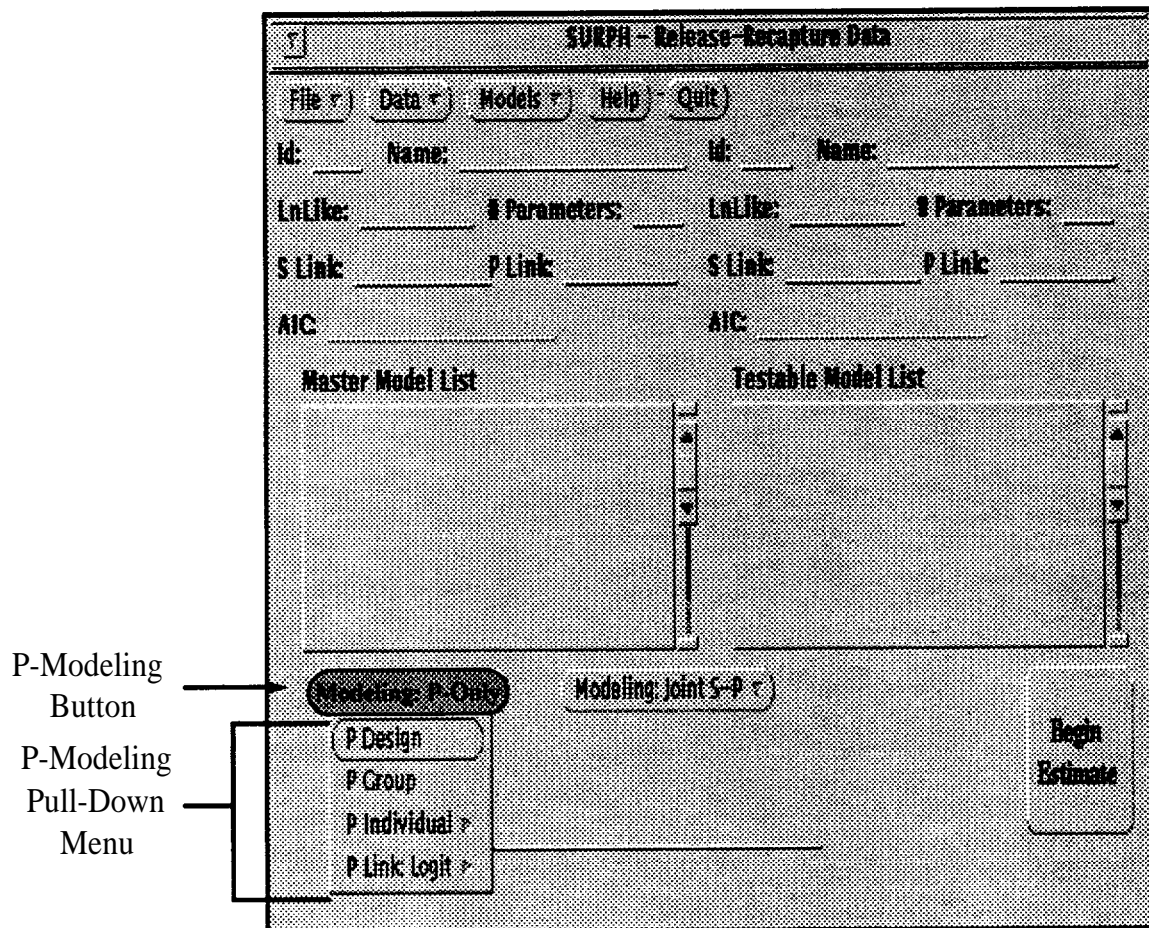 SURPH - Release-Recapture Data
File Data Models Help Quit
Id: Name: Id: Name:
LnLike: # Parameters: LnLike: # Parameters:
S Link: P Link: S Link: P Link:
AIC: AIC:
Master Model List Testable Model List
P-Modeling
Button
Modeling: P-Only Modeling: Joint S-P
P-Modeling
Pull-Down
Menu
P Design
P Group
P Individual
P Link: Logit
Begin
Estimate